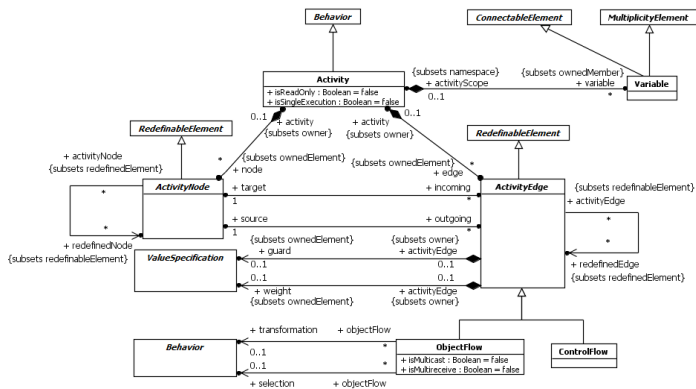 Behavior
ConnectableElement
MultiplicityElement
Activity
+ isReadOnly : Boolean = false
+ isSingleExecution : Boolean = false
{subsets namespace}
+ activityScope
0..1
{subsets ownedMember}
+ variable
*
Variable
0..1
+ activity
{subsets owner}
0..1
+ activity
{subsets owner}
RedefinableElement
RedefinableElement
+ activityNode
{subsets redefinedElement}
*
{subsets ownedElement}
+ node
*
{subsets ownedElement}
+ edge
ActivityNode
+ target
1
+ incoming
*
ActivityEdge
{subsets redefinableElement}
+ activityEdge
*
*
*
+ source
1
+ outgoing
*
*
+ redefinedNode
{subsets redefinableElement}
{subsets ownedElement}
+ guard
{subsets owner}
+ activityEdge
+ redefinedEdge
{subsets redefinedElement}
ValueSpecification
0..1
0..1
0..1
0..1
+ weight
{subsets ownedElement}
+ activityEdge
{subsets owner}
+ transformation
+ objectFlow
Behavior
0..1
*
0..1
*
+ selection
+ objectFlow
ObjectFlow
+ isMulticast : Boolean = false
+ isMultireceive : Boolean = false
ControlFlow